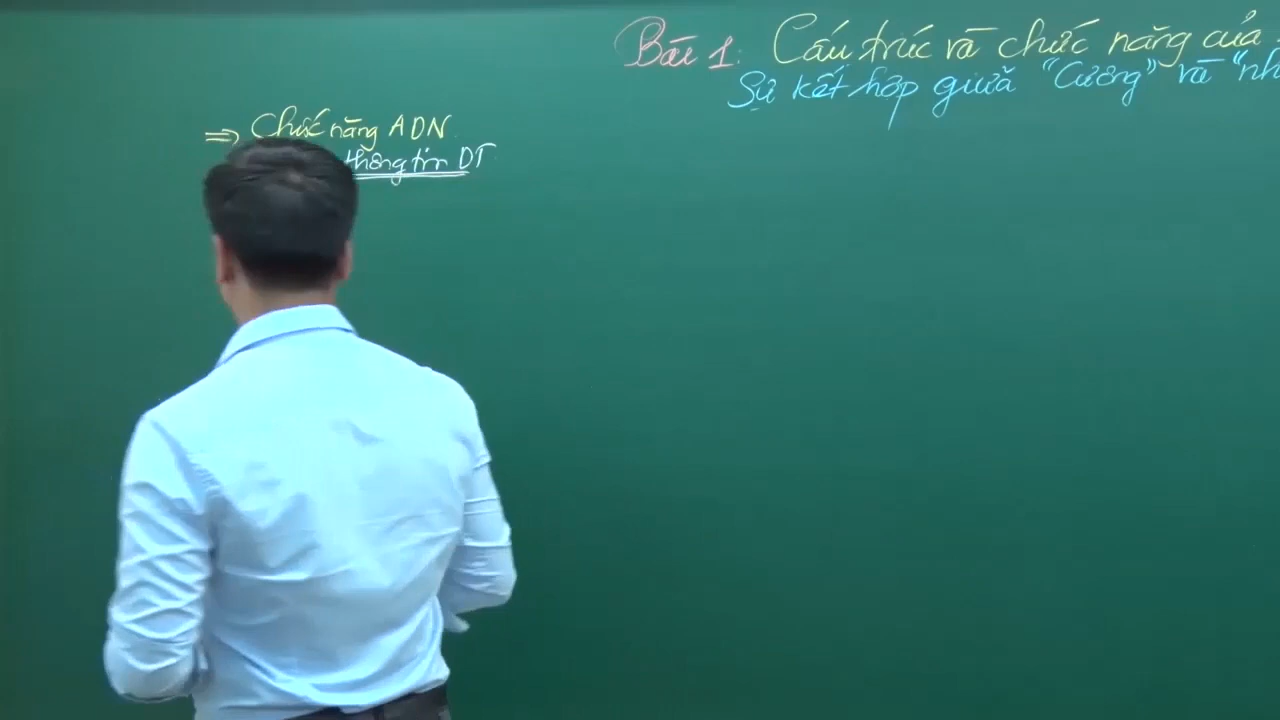 Bài 1: Cấu trúc và chức năng của
Sự kết hợp giữa "Cương" và "nh
=> Chức năng ADN
thông tin DT